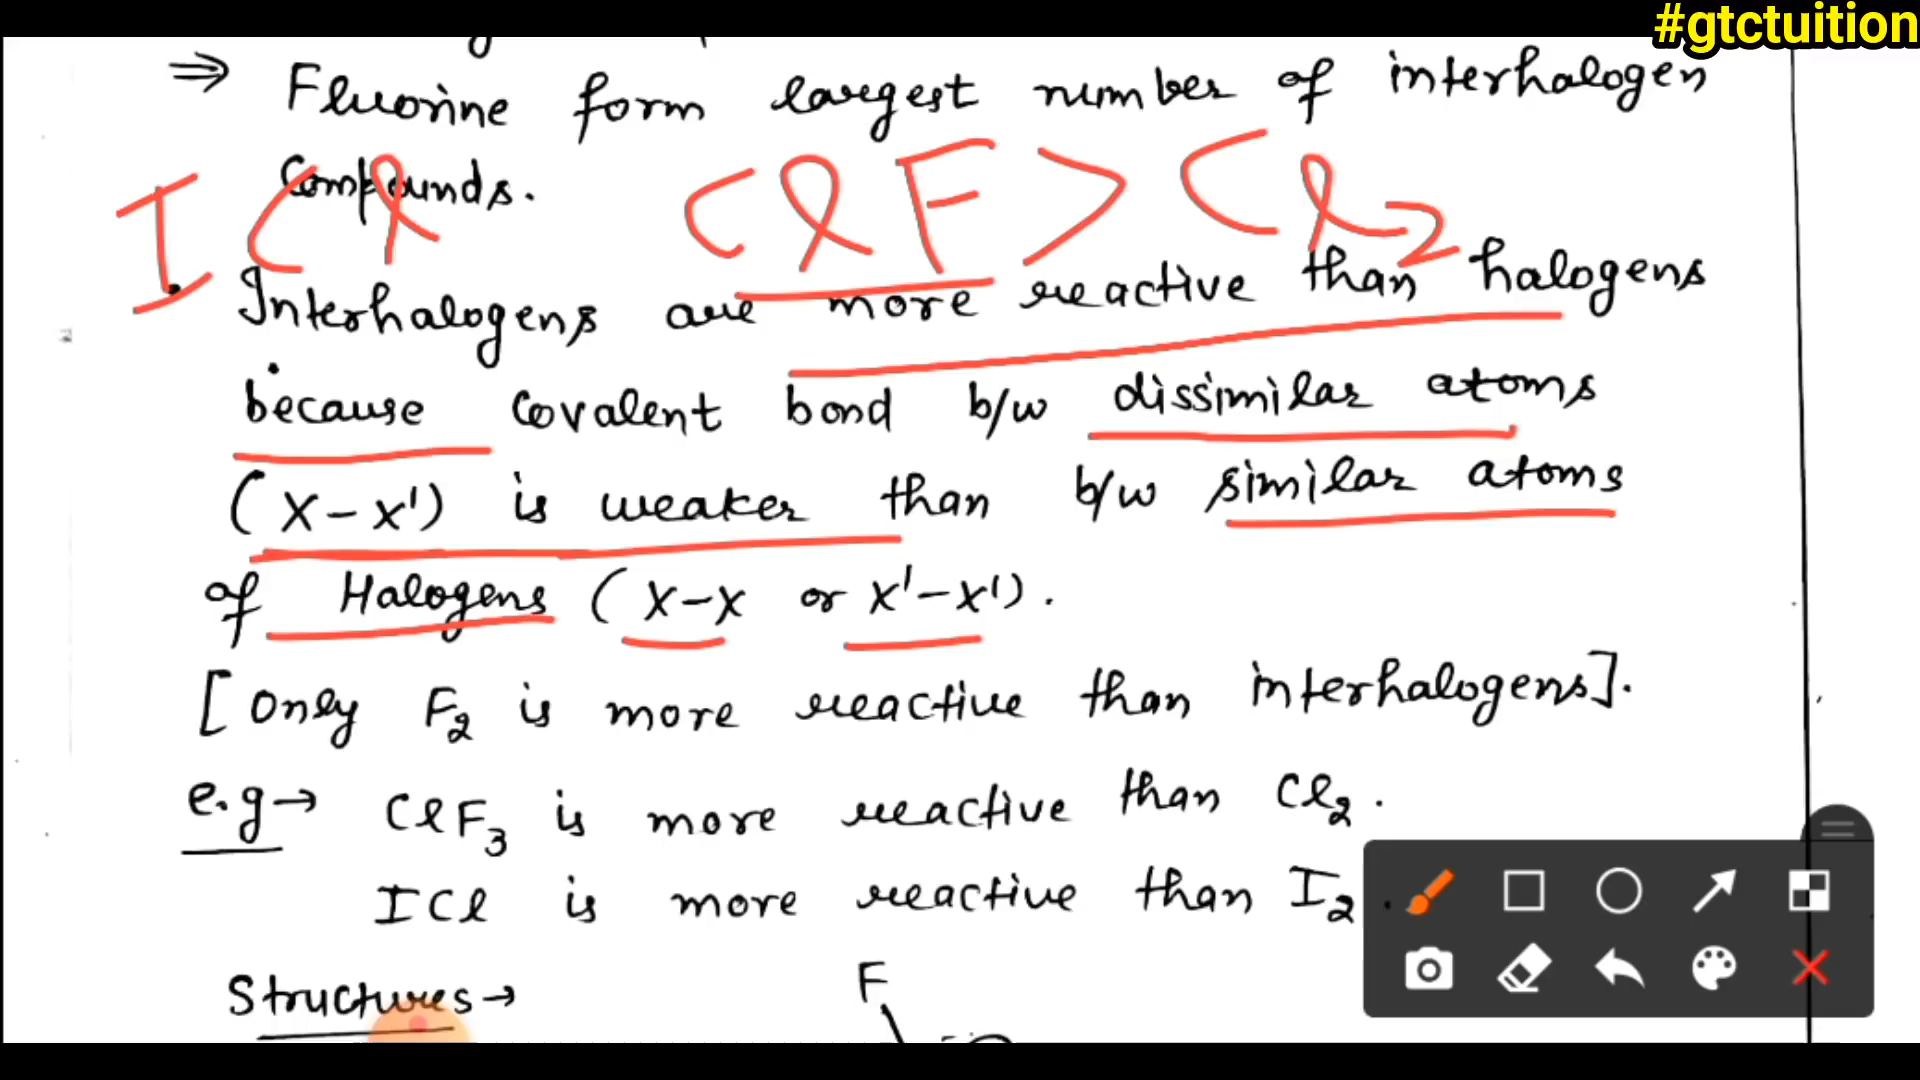 #gtctuition
⇒ Fluorine form largest number of interhalogen
Compounds.
ICl ClF > Cl2
. Interhalogens are more reactive than halogens
because covalent bond b/w dissimilar atoms
(X-X') is weaker than b/w similar atoms
of Halogens (X-X or X'-X').
[Only F2 is more reactive than interhalogens].
e.g→ ClF3 is more reactive than Cl2.
ICl is more reactive than I2.
Structures→
F